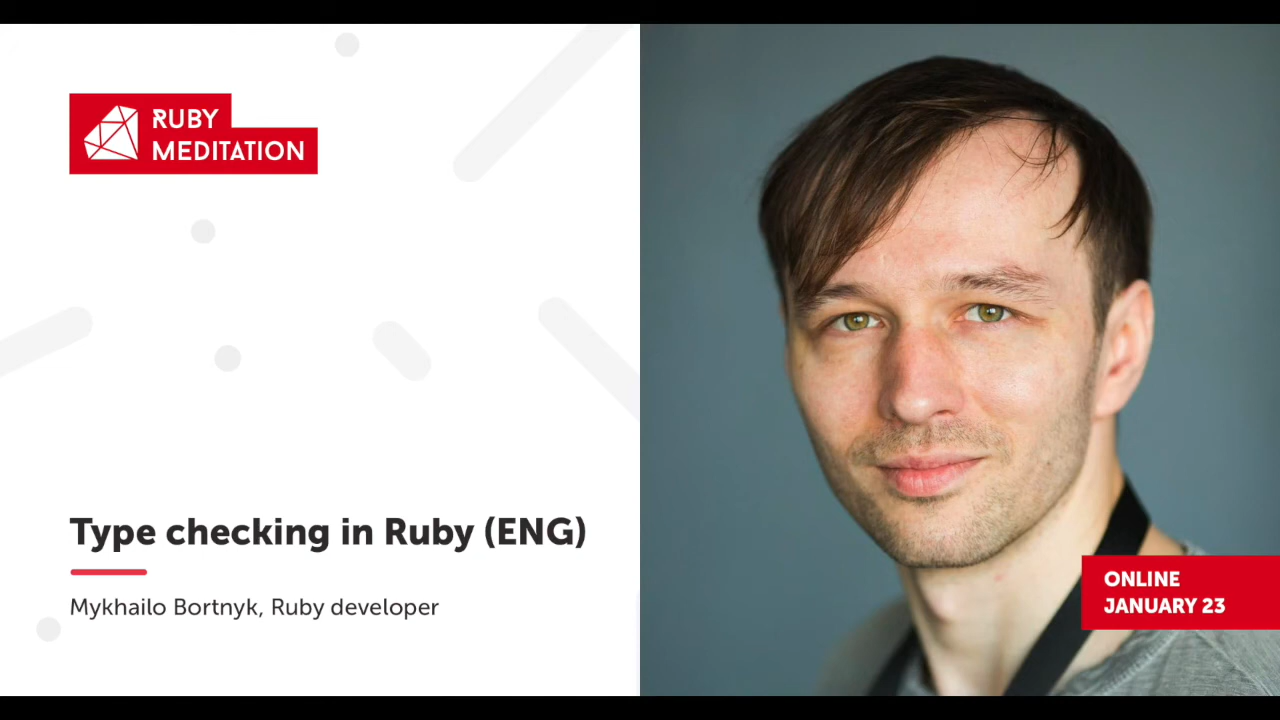 RUBY
MEDITATION
Type checking in Ruby (ENG)
Mykhailo Bortnyk, Ruby developer
ONLINE
JANUARY 23